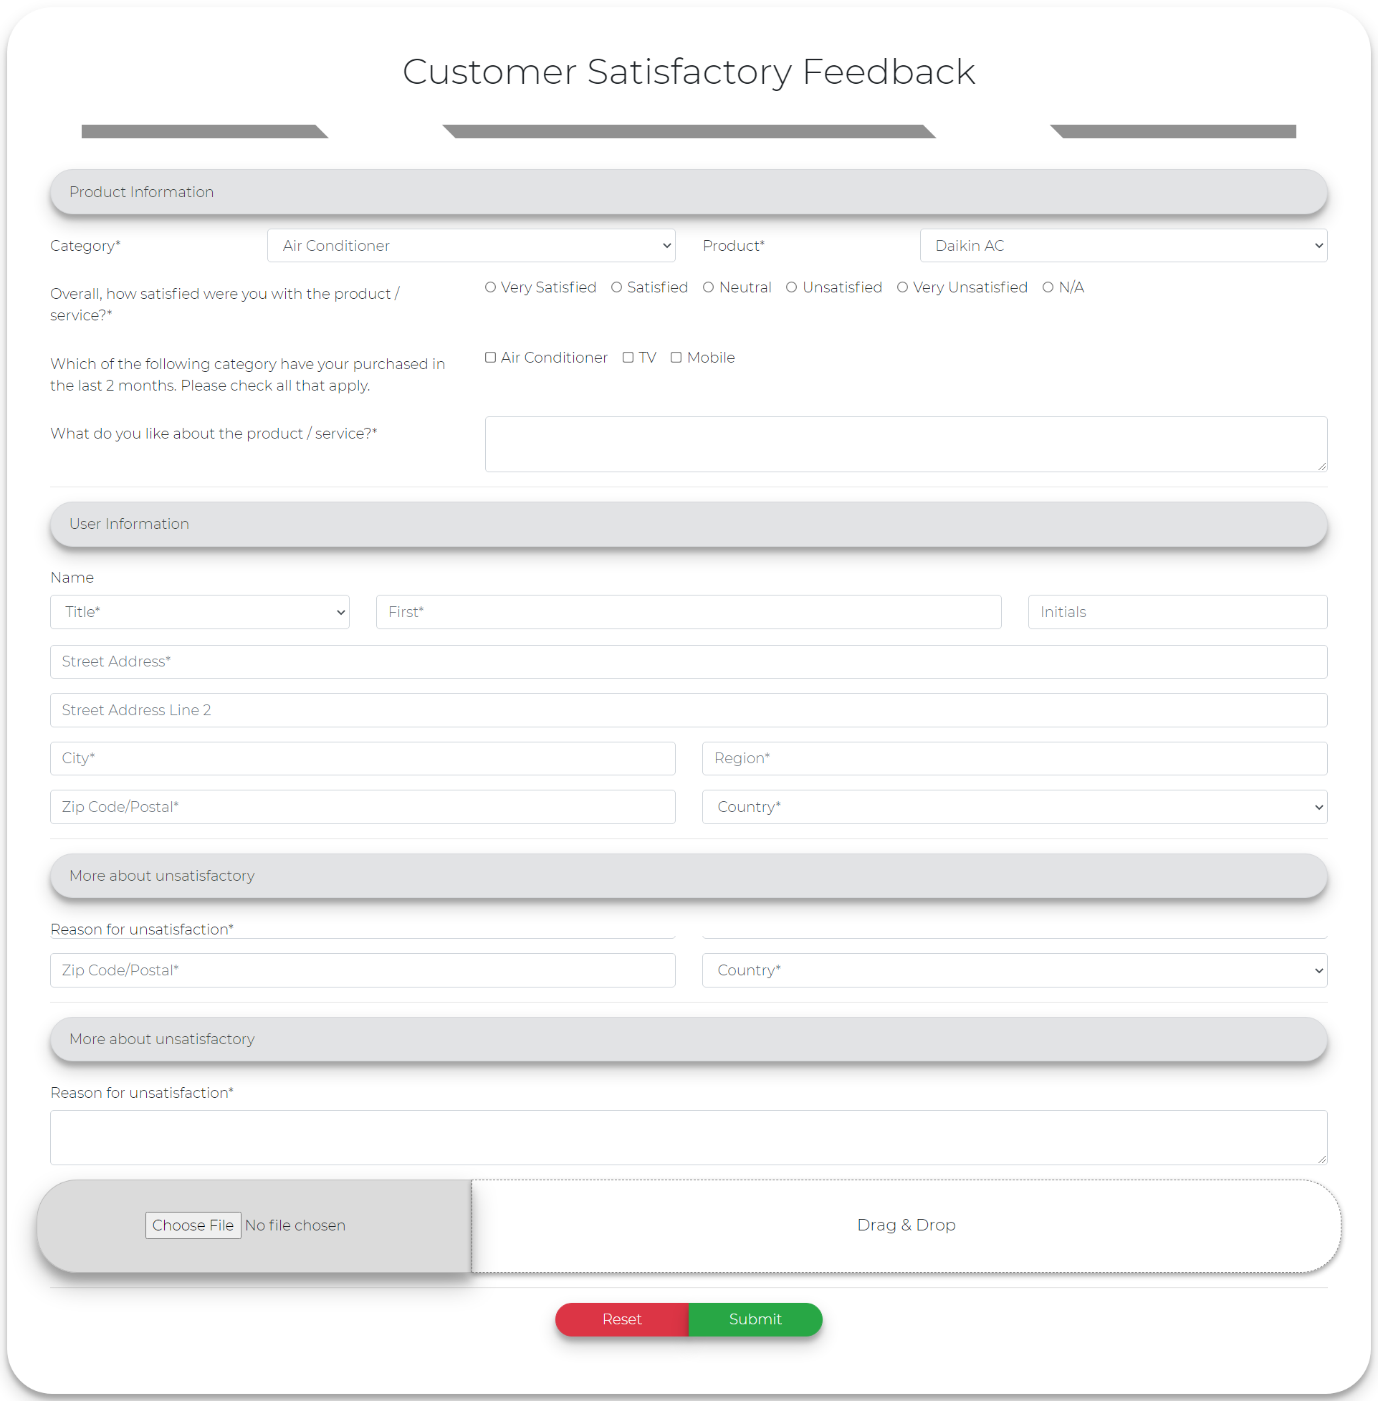 Customer Satisfactory Feedback
Product Information
Category* Air Conditioner Product* Daikin AC
Overall, how satisfied were you with the product /
service?*
Very Satisfied Satisfied Neutral Unsatisfied Very Unsatisfied N/A
Which of the following category have your purchased in
the last 2 months. Please check all that apply.
Air Conditioner TV Mobile
What do you like about the product / service?*
User Information
Name
Title* First* Initials
Street Address*
Street Address Line 2
City* Region*
Zip Code/Postal* Country*
More about unsatisfactory
Reason for unsatisfaction*
Zip Code/Postal* Country*
More about unsatisfactory
Reason for unsatisfaction*
Choose File No file chosen Drag & Drop
Reset Submit